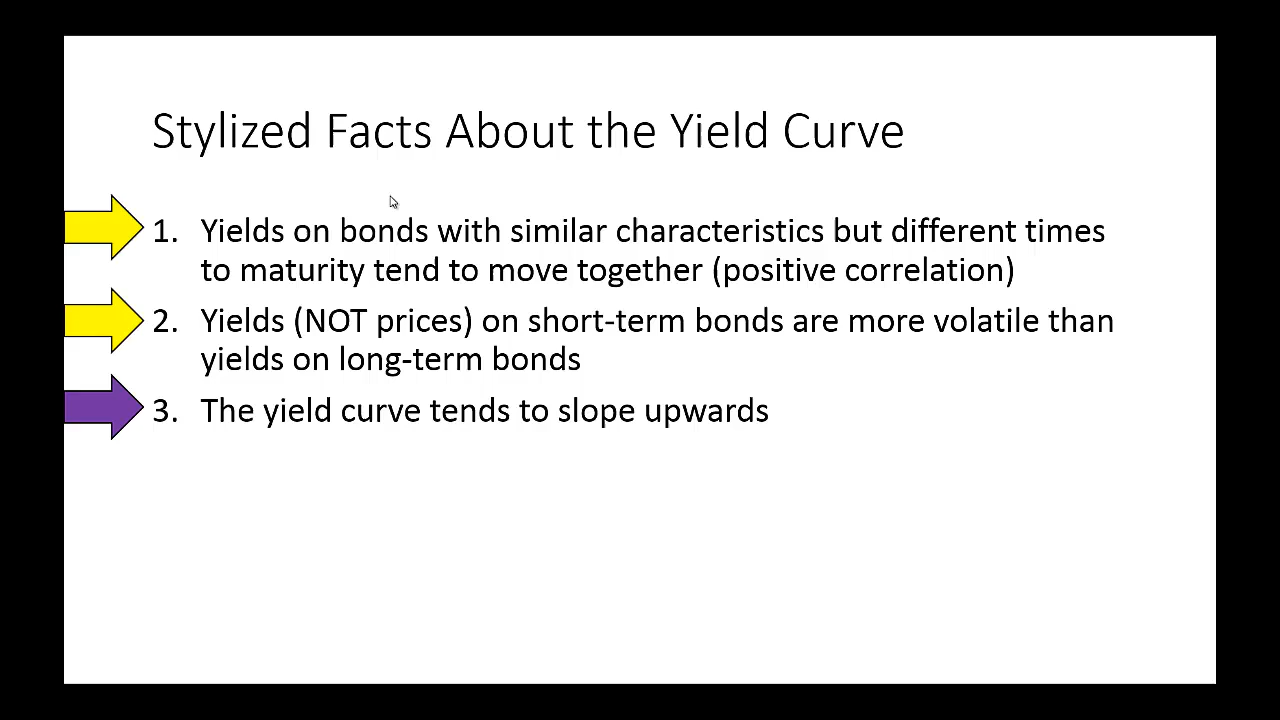 Stylized Facts About the Yield Curve
1. Yields on bonds with similar characteristics but different times
to maturity tend to move together (positive correlation)
2. Yields (NOT prices) on short-term bonds are more volatile than
yields on long-term bonds
3. The yield curve tends to slope upwards